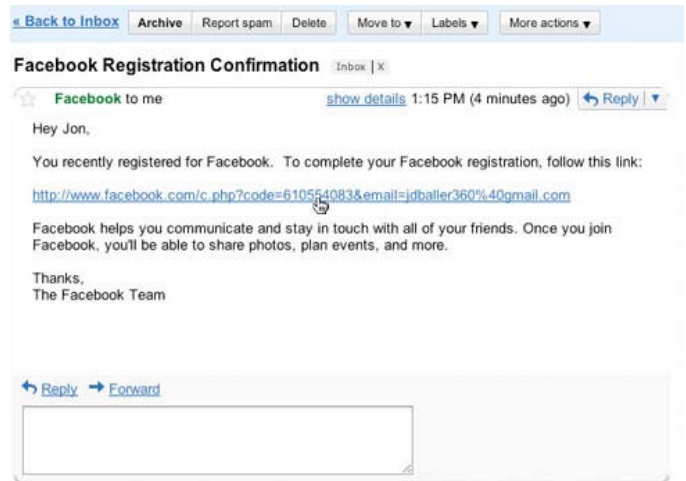 « Back to Inbox Archive Report spam Delete Move to ▼ Labels ▼ More actions ▼
Facebook Registration Confirmation Inbox | X
Facebook to me show details 1:15 PM (4 minutes ago) Reply ▼
Hey Jon,
You recently registered for Facebook. To complete your Facebook registration, follow this link:
http://www.facebook.com/c.php?code=610554083&email=jdballer360%40gmail.com
Facebook helps you communicate and stay in touch with all of your friends. Once you join
Facebook, you'll be able to share photos, plan events, and more.
Thanks,
The Facebook Team
Reply Forward